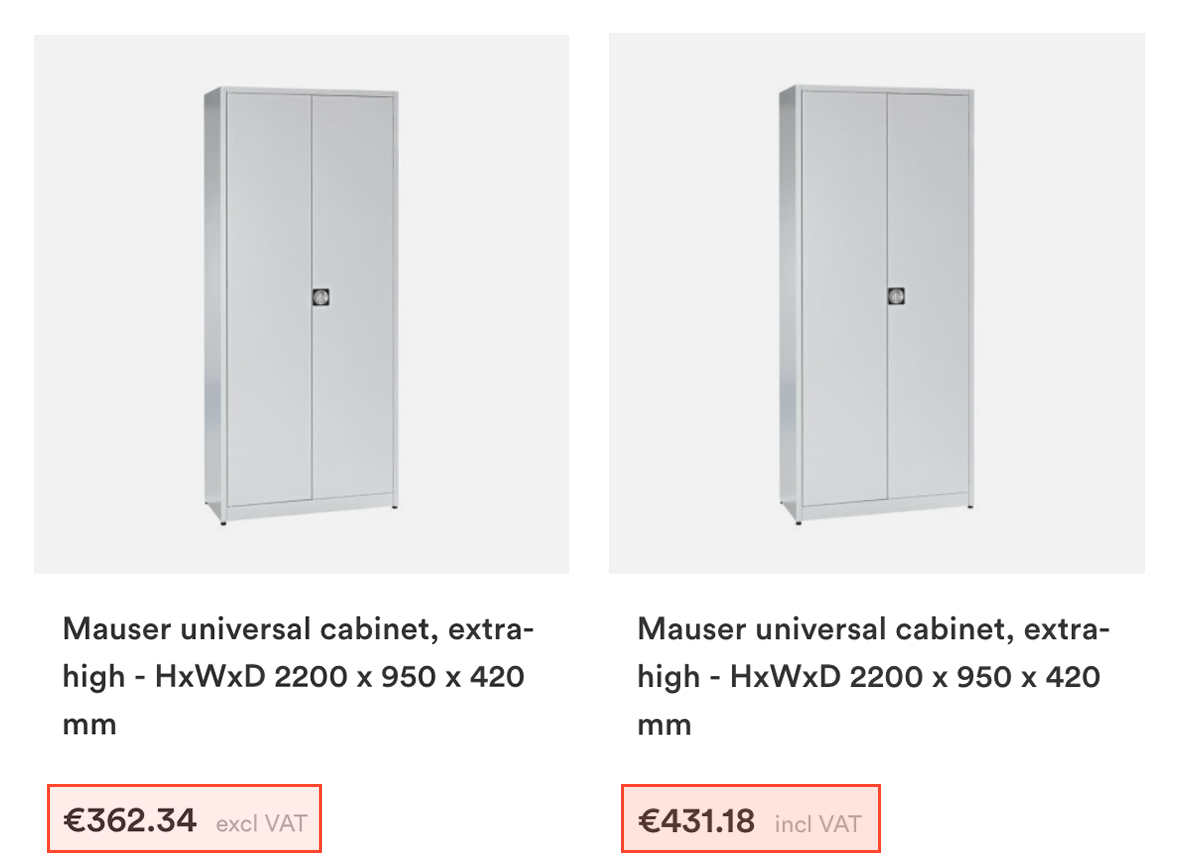 Mauser universal cabinet, extra-
high - HxWxD 2200 x 950 x 420
mm
€362.34 excl VAT
Mauser universal cabinet, extra-
high - HxWxD 2200 x 950 x 420
mm
€431.18 incl VAT